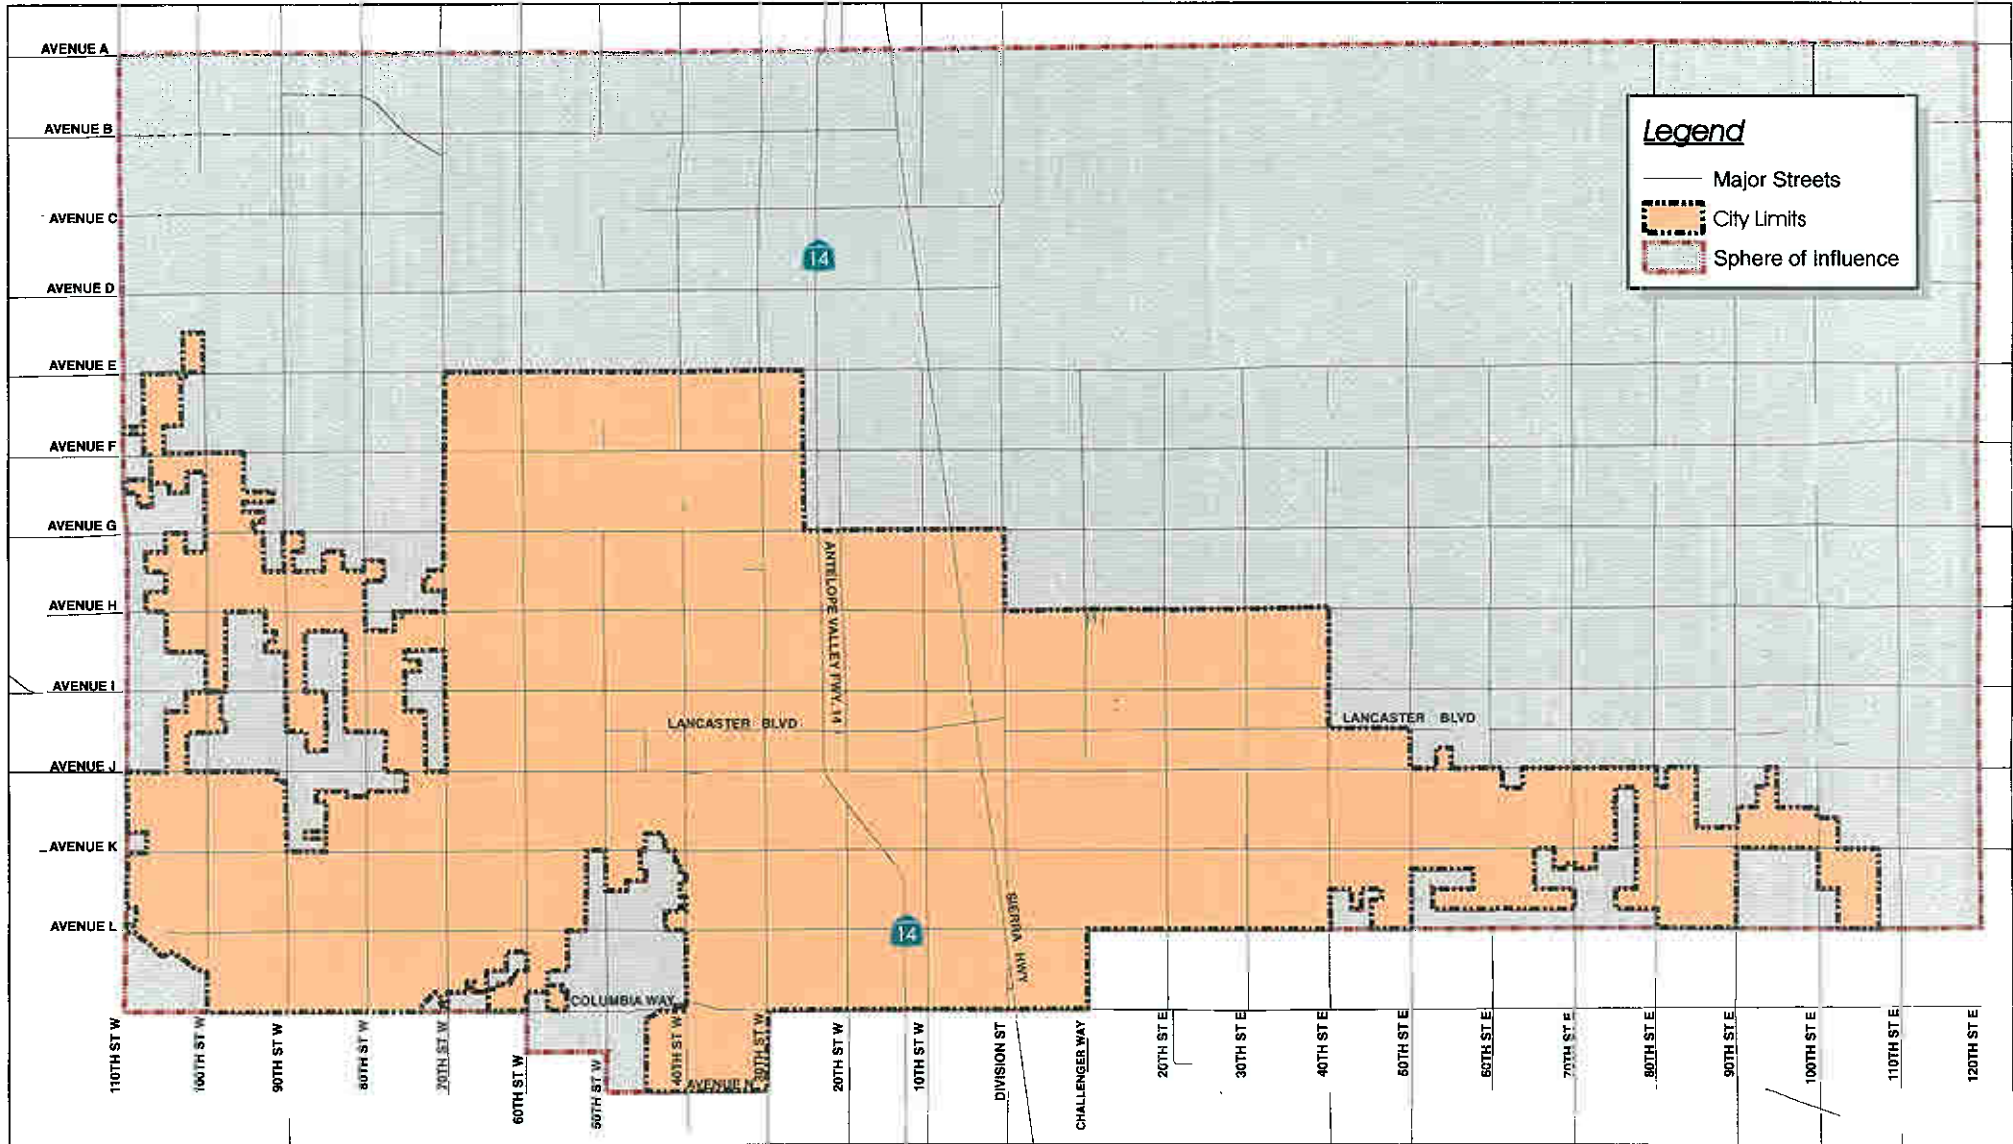 AVENUE A
AVENUE B
AVENUE C
AVENUE D
AVENUE E
AVENUE F
AVENUE G
AVENUE H
AVENUE I
AVENUE J
AVENUE K
AVENUE L
Legend
Major Streets
City Limits
Sphere of Influence
14
ANTELOPE VALLEY FWY. 14
LANCASTER BLVD
LANCASTER BLVD
14
SIERRA HWY
COLUMBIA WAY
AVENUE N
110TH ST W
100TH ST W
90TH ST W
80TH ST W
70TH ST W
60TH ST W
50TH ST W
40TH ST W
30TH ST W
20TH ST W
10TH ST W
DIVISION ST
CHALLENGER WAY
20TH ST E
30TH ST E
40TH ST E
50TH ST E
60TH ST E
70TH ST E
80TH ST E
90TH ST E
100TH ST E
110TH ST E
120TH ST E